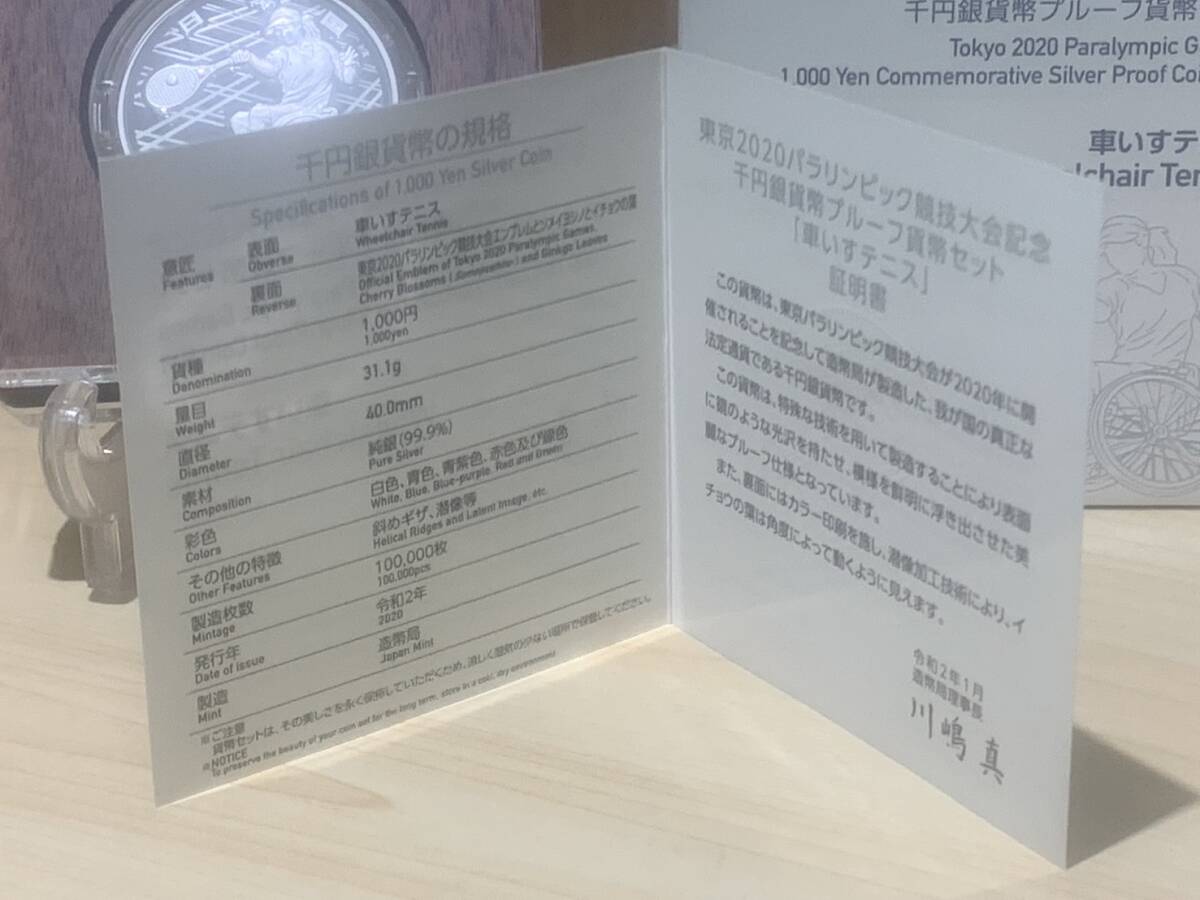 日 国
千円銀貨幣プルーフ貨幣
Tokyo 2020 Paralympic G
1,000 Yen Commemorative Silver Proof Coi
車いすテ
lchair Ten
千円銀貨幣の規格
Specifications of 1,000 Yen Silver Coin
意匠 表面 車いすテニス
Features Obverse Wheelchair Tennis
裏面 東京2020パラリンピック競技大会エンブレムとソメイヨシノとイチョウの葉
Reverse Official Emblem of Tokyo 2020 Paralympic Games,
Cherry Blossoms (Someiyoshino) and Ginkgo Leaves
貨種 1,000円
Denomination 1,000yen
量目 31.1g
Weight
直径 40.0mm
Diameter
素材 純銀(99.9%)
Composition Pure Silver
彩色 白色、青色、青紫色、赤色及び緑色
Colors White, Blue, Blue-purple, Red and Green
その他の特徴 斜めギザ、潜像等
Other Features Helical Ridges and Latent Image, etc.
製造枚数 100,000枚
Mintage 100,000pcs
発行年 令和2年
Date of issue 2020
製造 造幣局
Mint Japan Mint
※ご注意
貨幣セットは、その美しさを永く保持していただくため、涼しく湿気の少ない場所で保管してください。
※NOTICE
To preserve the beauty of your coin set for the long term, store in a cold, dry environment.
東京2020パラリンピック競技大会記念
千円銀貨幣プルーフ貨幣セット
「車いすテニス」
証明書
この貨幣は、東京パラリンピック競技大会が2020年に開
催されることを記念して造幣局が製造した、我が国の真正な
法定通貨である千円銀貨幣です。
この貨幣は、特殊な技術を用いて製造することにより表面
に鏡のような光沢を持たせ、模様を鮮明に浮き出させた美
麗なプルーフ仕様となっています。
また、裏面にはカラー印刷を施し、潜像加工技術により、イ
チョウの葉は角度によって動くように見えます。
令和2年1月
造幣局理事長
川嶋 真